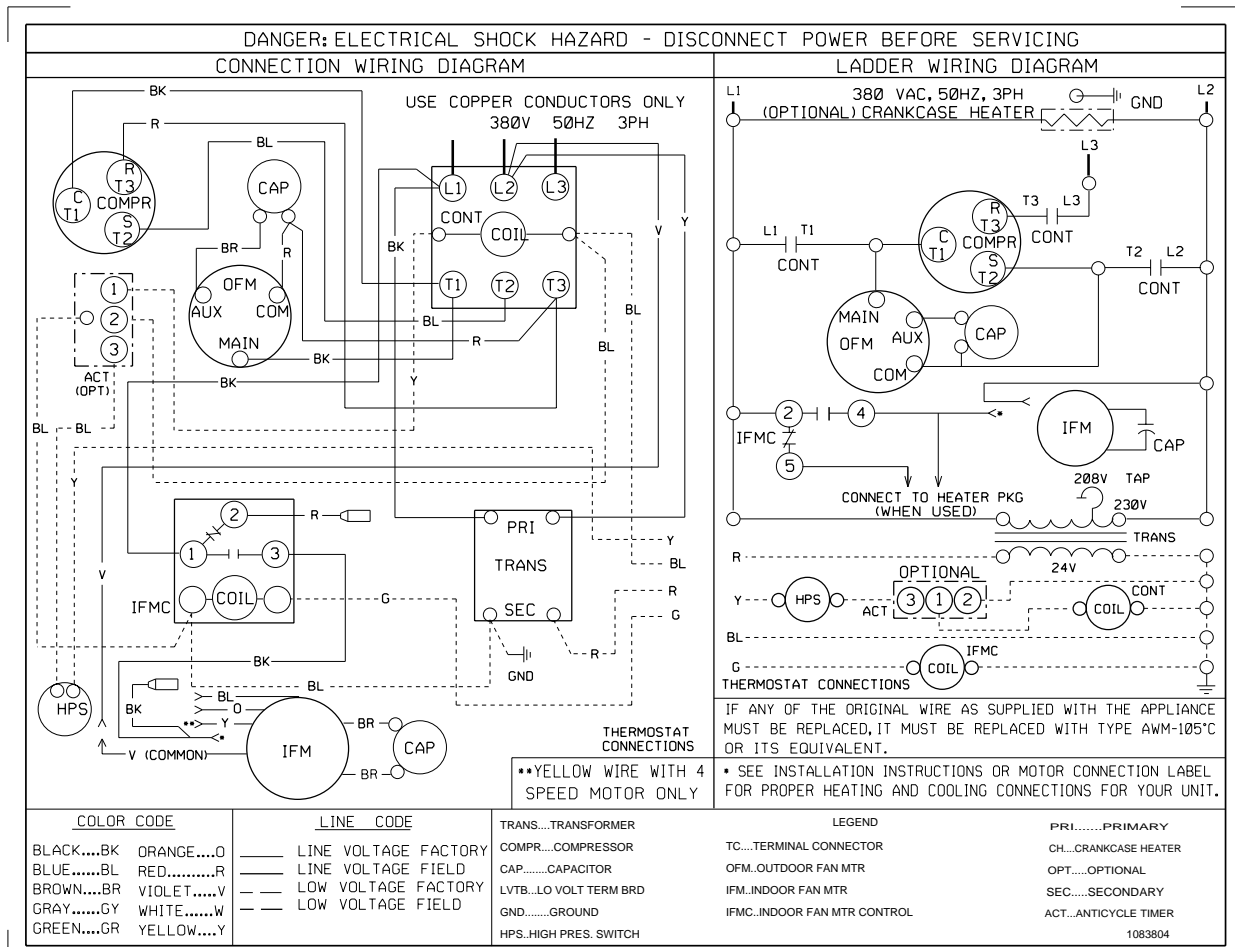 DANGER: ELECTRICAL SHOCK HAZARD - DISCONNECT POWER BEFORE SERVICING
CONNECTION WIRING DIAGRAM
USE COPPER CONDUCTORS ONLY
380V 50HZ 3PH
BK
R
BL
R
T3
C
T1
COMPR
S
T2
CAP
L1
L2
L3
CONT
COIL
BR
R
BK
V
Y
OFM
AUX
COM
MAIN
T1
T2
T3
1
2
3
ACT
(OPT)
BL
BL
BL
R
BK
BK
Y
BL
BL
Y
2
R
1
3
V
IFMC
COIL
G
PRI
TRANS
SEC
Y
BL
R
G
R
GND
BK
BL
HPS
BK
BL
O
**
Y
*
V (COMMON)
IFM
BR
BR
CAP
THERMOSTAT
CONNECTIONS
**YELLOW WIRE WITH 4
SPEED MOTOR ONLY
LADDER WIRING DIAGRAM
L1
380 VAC, 50HZ, 3PH
GND
L2
(OPTIONAL) CRANKCASE HEATER
L3
T3
L3
CONT
R
T3
C
T1
COMPR
S
T2
L1
T1
CONT
T2
L2
CONT
MAIN
OFM
AUX
COM
CAP
2
4
*
IFMC
5
IFM
CAP
CONNECT TO HEATER PKG
(WHEN USED)
208V TAP
230V
TRANS
R
24V
OPTIONAL
Y
HPS
ACT
3
1
2
COIL
CONT
BL
G
COIL
IFMC
THERMOSTAT CONNECTIONS
IF ANY OF THE ORIGINAL WIRE AS SUPPLIED WITH THE APPLIANCE
MUST BE REPLACED, IT MUST BE REPLACED WITH TYPE AWM-105°C
OR ITS EQUIVALENT.
* SEE INSTALLATION INSTRUCTIONS OR MOTOR CONNECTION LABEL
FOR PROPER HEATING AND COOLING CONNECTIONS FOR YOUR UNIT.
COLOR CODE
BLACK....BK ORANGE....O
BLUE......BL RED.........R
BROWN...BR VIOLET.....V
GRAY......GY WHITE......W
GREEN....GR YELLOW....Y
LINE CODE
LINE VOLTAGE FACTORY
LINE VOLTAGE FIELD
LOW VOLTAGE FACTORY
LOW VOLTAGE FIELD
LEGEND
TRANS....TRANSFORMER
COMPR....COMPRESSOR
CAP........CAPACITOR
LVTB...LO VOLT TERM BRD
GND........GROUND
HPS..HIGH PRES. SWITCH
TC....TERMINAL CONNECTOR
OFM..OUTDOOR FAN MTR
IFM..INDOOR FAN MTR
IFMC..INDOOR FAN MTR CONTROL
PRI.......PRIMARY
CH....CRANKCASE HEATER
OPT....OPTIONAL
SEC.....SECONDARY
ACT...ANTICYCLE TIMER
1083804